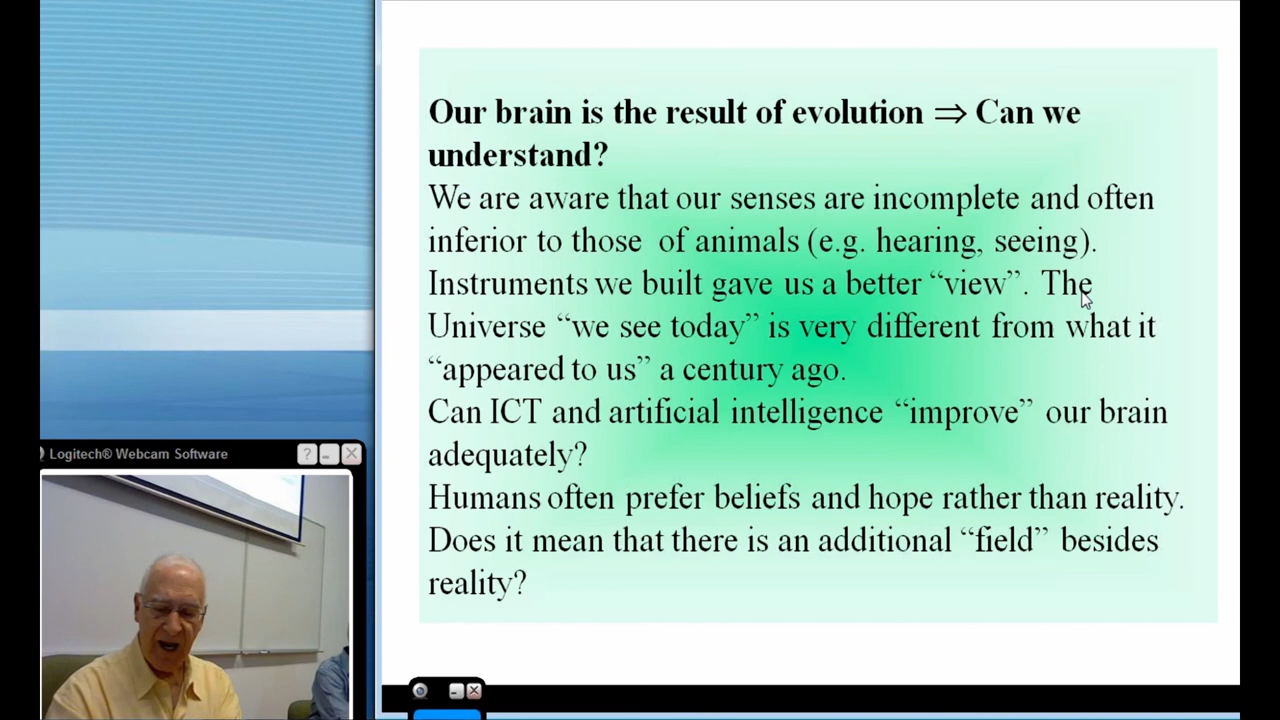 Our brain is the result of evolution ⇒ Can we
understand?
We are aware that our senses are incomplete and often
inferior to those of animals (e.g. hearing, seeing).
Instruments we built gave us a better “view”. The
Universe “we see today” is very different from what it
“appeared to us” a century ago.
Can ICT and artificial intelligence “improve” our brain
adequately?
Humans often prefer beliefs and hope rather than reality.
Does it mean that there is an additional “field” besides
reality?
Logitech® Webcam Software